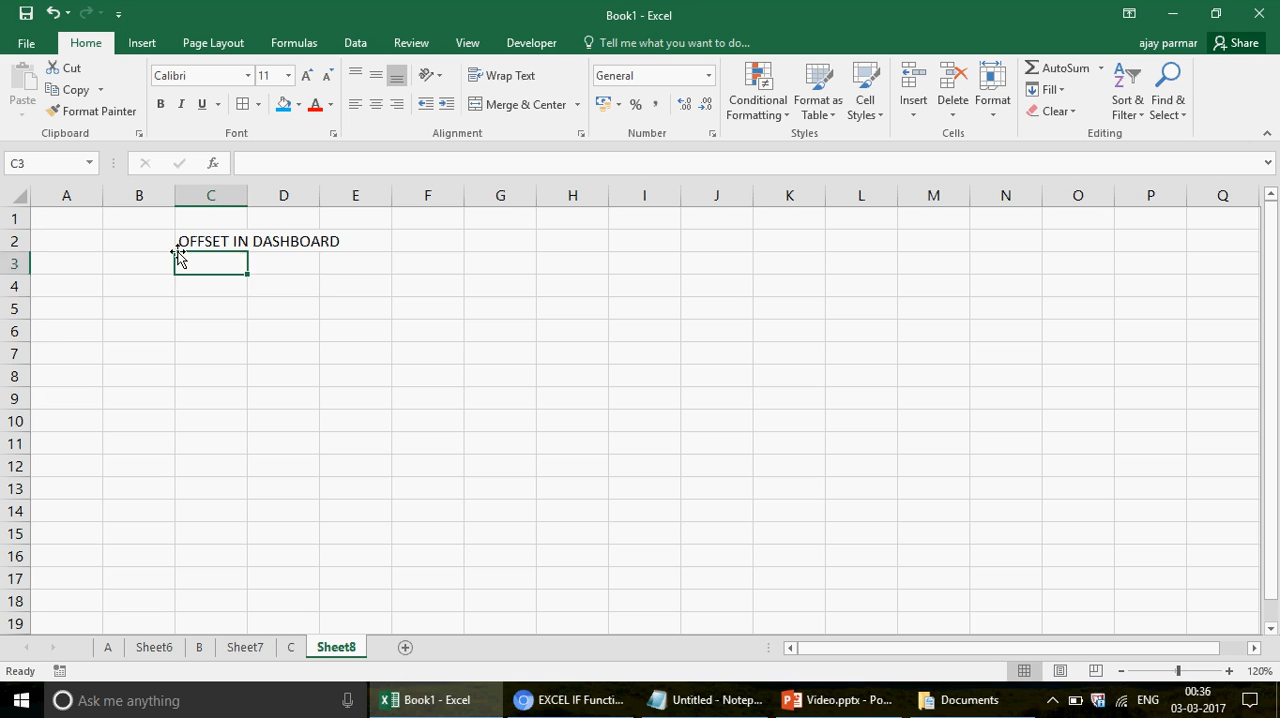 Book1 - Excel
File Home Insert Page Layout Formulas Data Review View Developer Tell me what you want to do... ajay parmar Share
Paste Cut Copy Format Painter Clipboard
Calibri 11 B I U A A A Font
Wrap Text Merge & Center Alignment
General % , Number
Conditional Formatting Format as Table Cell Styles Styles
Insert Delete Format Cells
AutoSum Fill Clear Sort & Filter Find & Select Editing
C3 fx
A B C D E F G H I J K L M N O P Q
1
2 OFFSET IN DASHBOARD
3
4
5
6
7
8
9
10
11
12
13
14
15
16
17
18
19
A Sheet6 B Sheet7 C Sheet8
Ready 120%
Ask me anything Book1 - Excel EXCEL IF Functi... Untitled - Notep... Video.pptx - Po... Documents ENG 00:36
03-03-2017